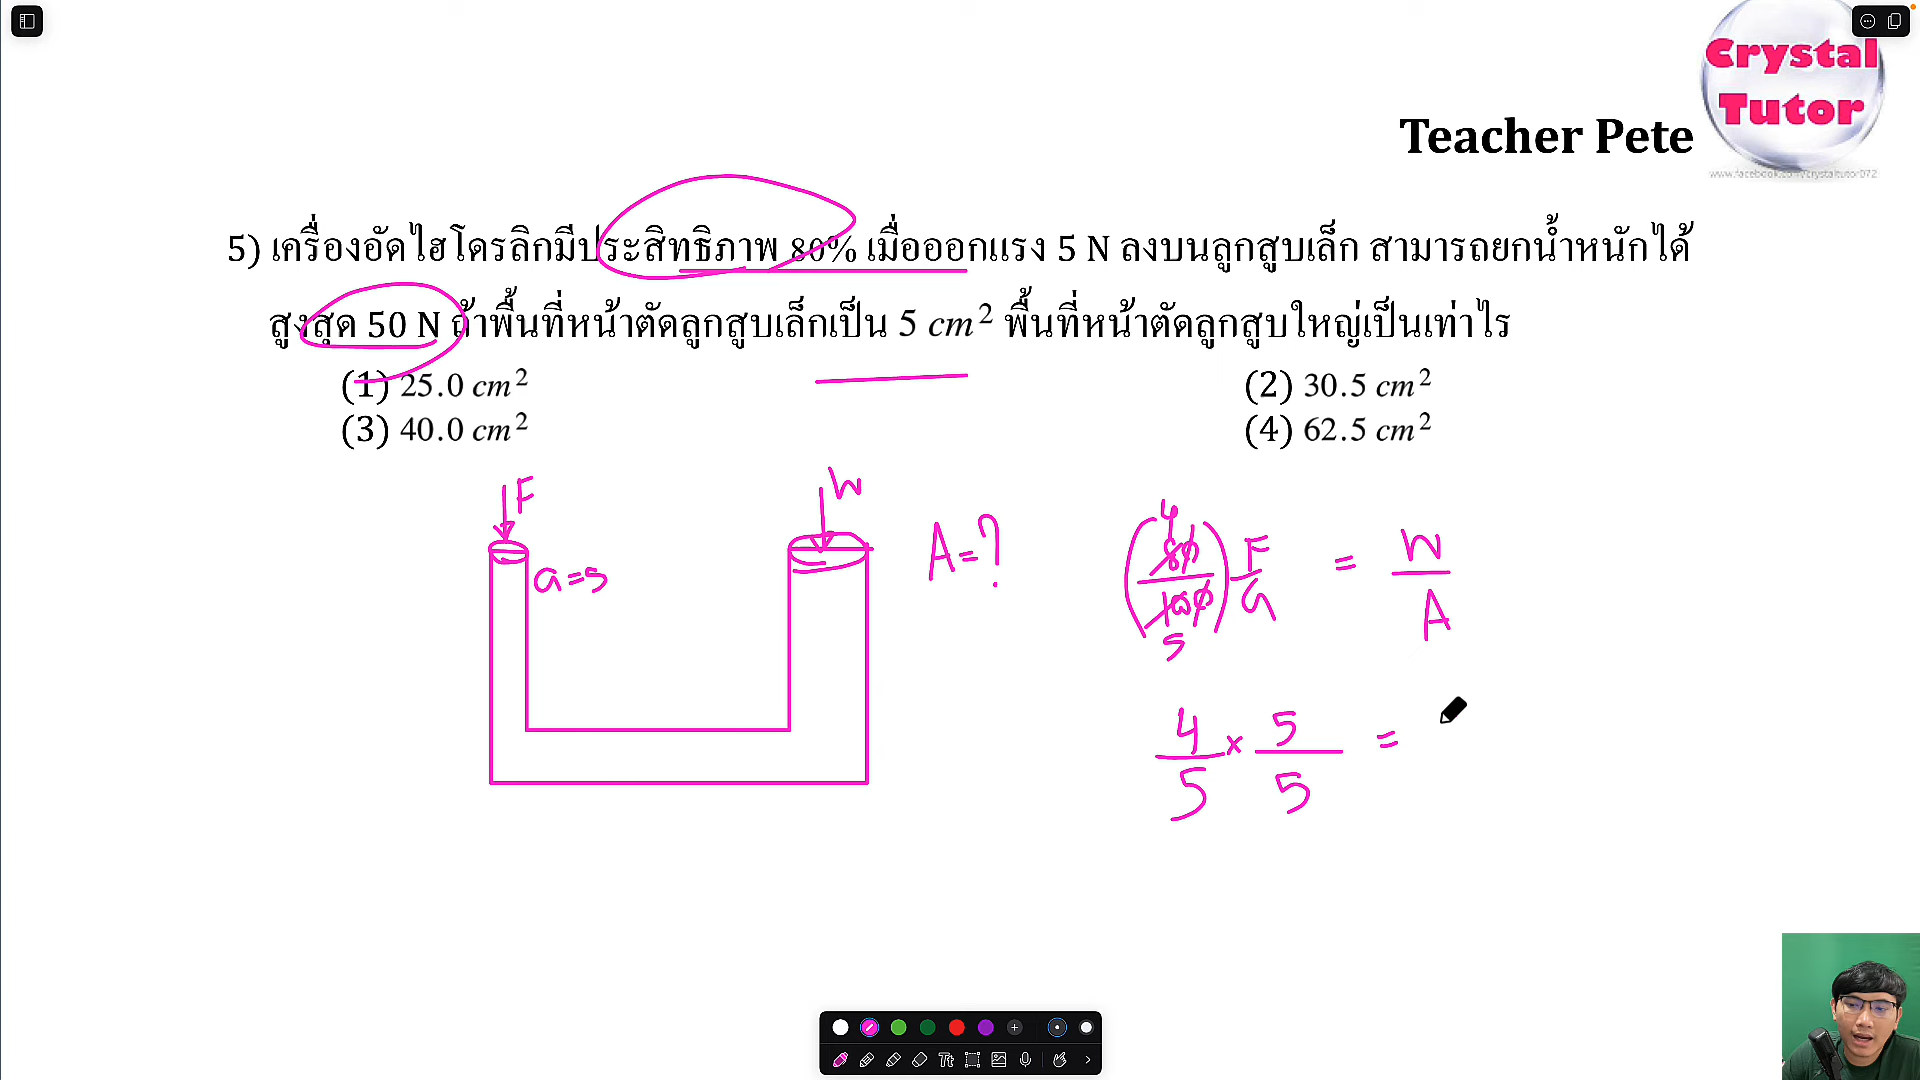 Crystal
Tutor
Teacher Pete
www.facebook.com/crystaltutor072
5) เครื่องอัดไฮโดรลิกมีประสิทธิภาพ 80% เมื่อออกแรง 5 N ลงบนลูกสูบเล็ก สามารถยกน้ำหนักได้
สูงสุด 50 N ถ้าพื้นที่หน้าตัดลูกสูบเล็กเป็น 5 cm² พื้นที่หน้าตัดลูกสูบใหญ่เป็นเท่าไร
(1) 25.0 cm² (2) 30.5 cm²
(3) 40.0 cm² (4) 62.5 cm²
F
W
a=5
A=?
4
(80/100) F/a = W/A
5
4/5 × 5/5 =
Tt